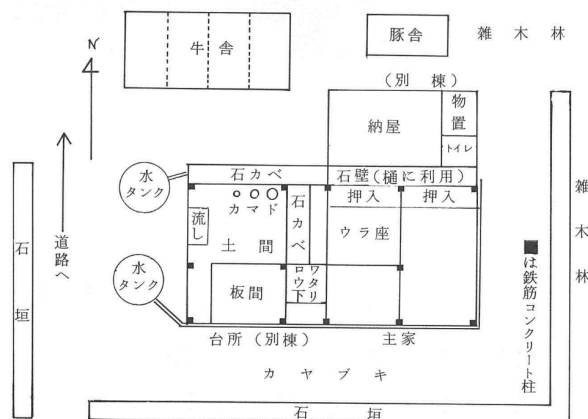 N
牛舎
豚舎
雑木林
(別棟)
納屋
物置
トイレ
水タンク
石カベ
石壁(樋に利用)
カマド
石カベ
押入
押入
流し
土間
ウラ座
雑木林
石垣
道路へ
水タンク
板間
ワタリロウ下
■は鉄筋コンクリート柱
台所(別棟)
主家
カヤブキ
石垣